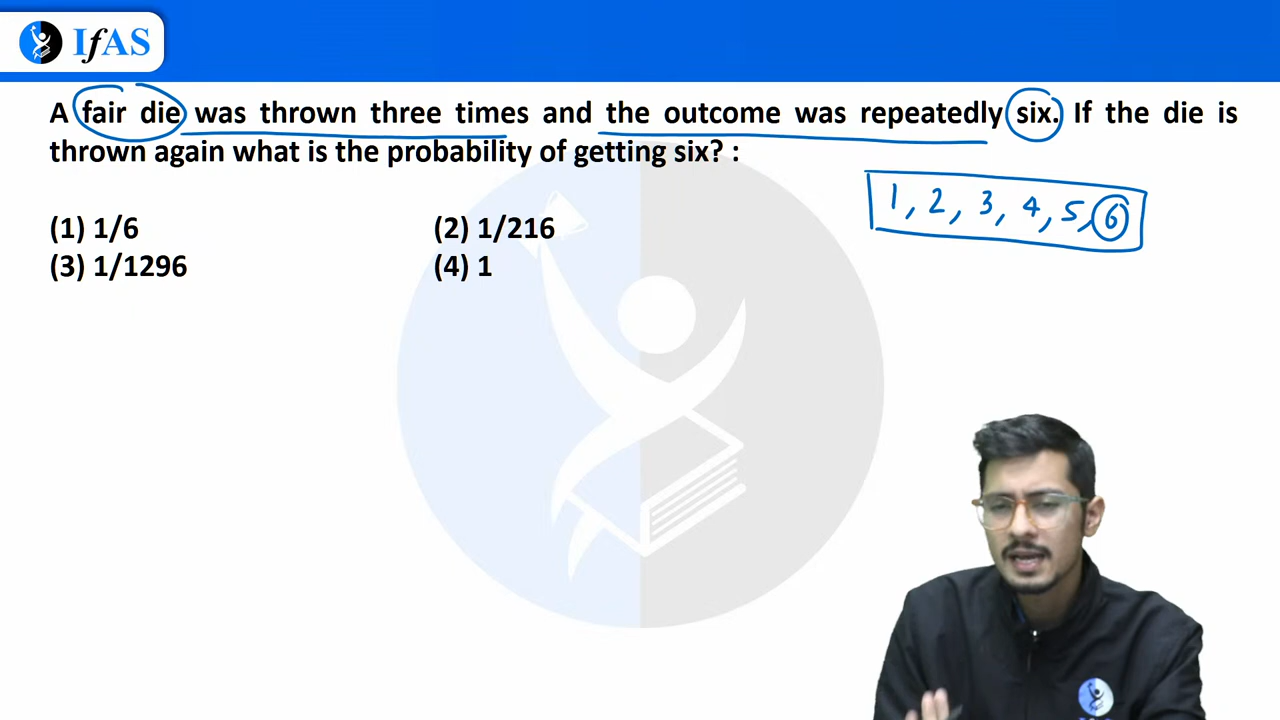 IfAS
A fair die was thrown three times and the outcome was repeatedly six. If the die is
thrown again what is the probability of getting six? :
1, 2, 3, 4, 5, 6
(1) 1/6 (2) 1/216
(3) 1/1296 (4) 1